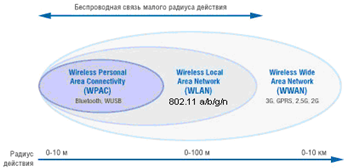 Беспроводная связь малого радиуса действия
Wireless Personal
Area Connectivity
(WPAC)
Bluetooth, WUSB
Wireless Local
Area Network
(WLAN)
802.11 a/b/g/n
Wireless Wide
Area Network
(WWAN)
3G, GPRS, 2.5G, 2G
Радиус
действия
0-10 м
0-100 м
0-10 км